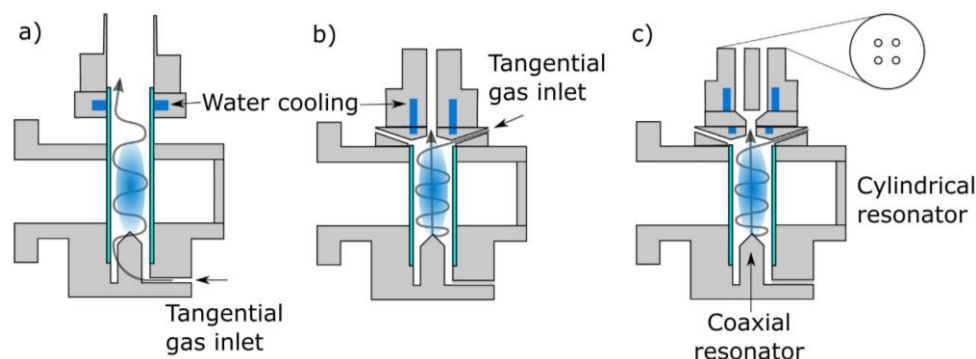 a)
b)
c)
Tangential
gas inlet
Water cooling
Cylindrical
resonator
Tangential
gas inlet
Coaxial
resonator